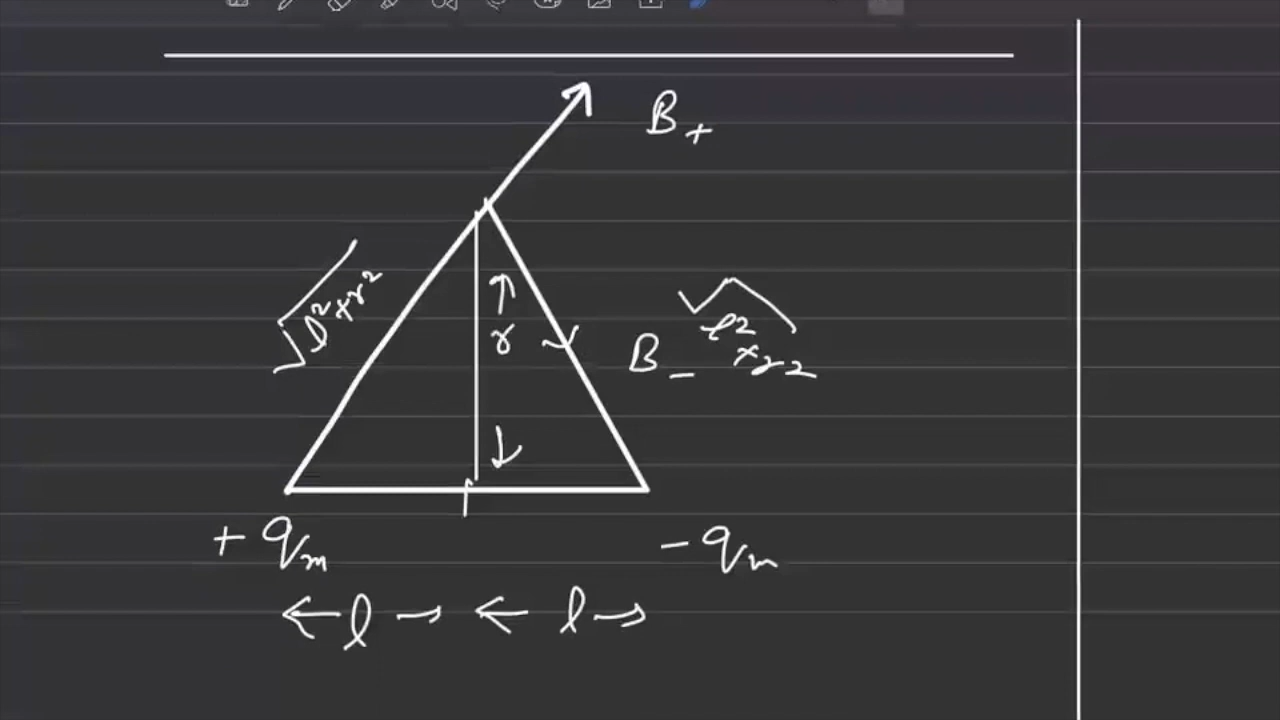 B₊
√l²+r²
r
B₋
√l²+r²
+ qₘ
− qₘ
← l → ← l →